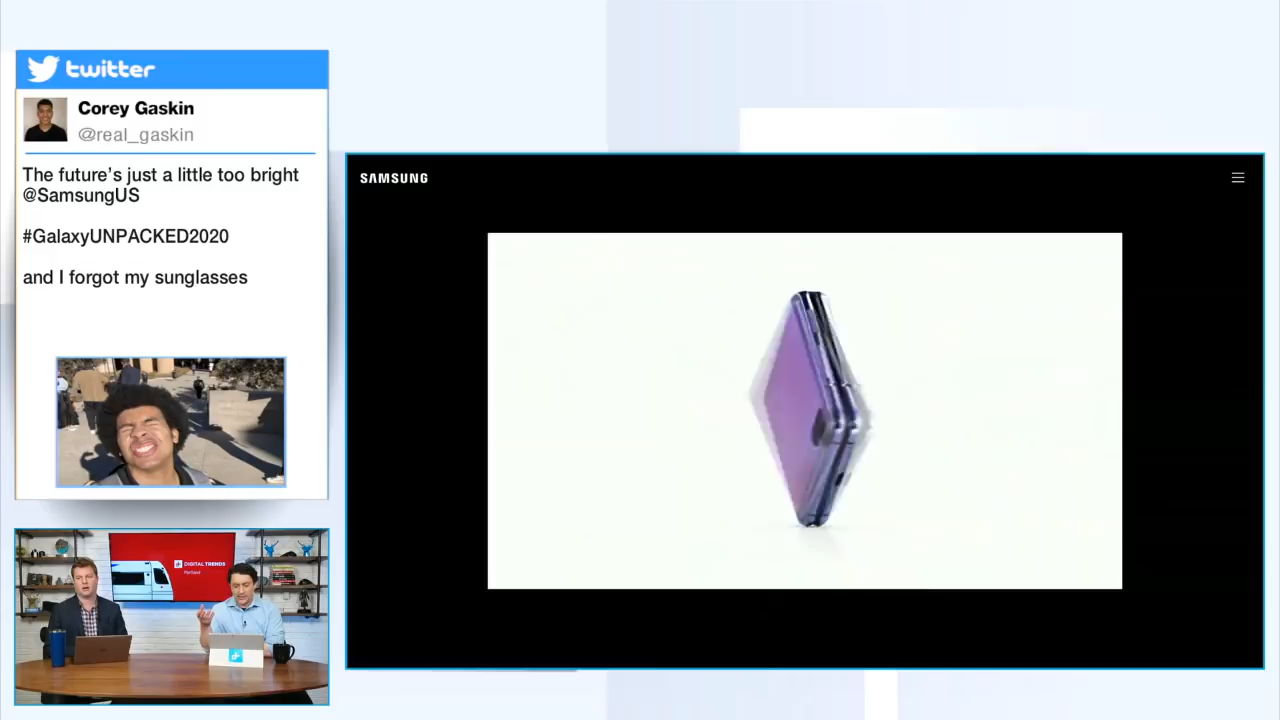 twitter
Corey Gaskin
@real_gaskin
The future's just a little too bright
@SamsungUS
#GalaxyUNPACKED2020
and I forgot my sunglasses
SAMSUNG
DIGITAL TRENDS
Portland